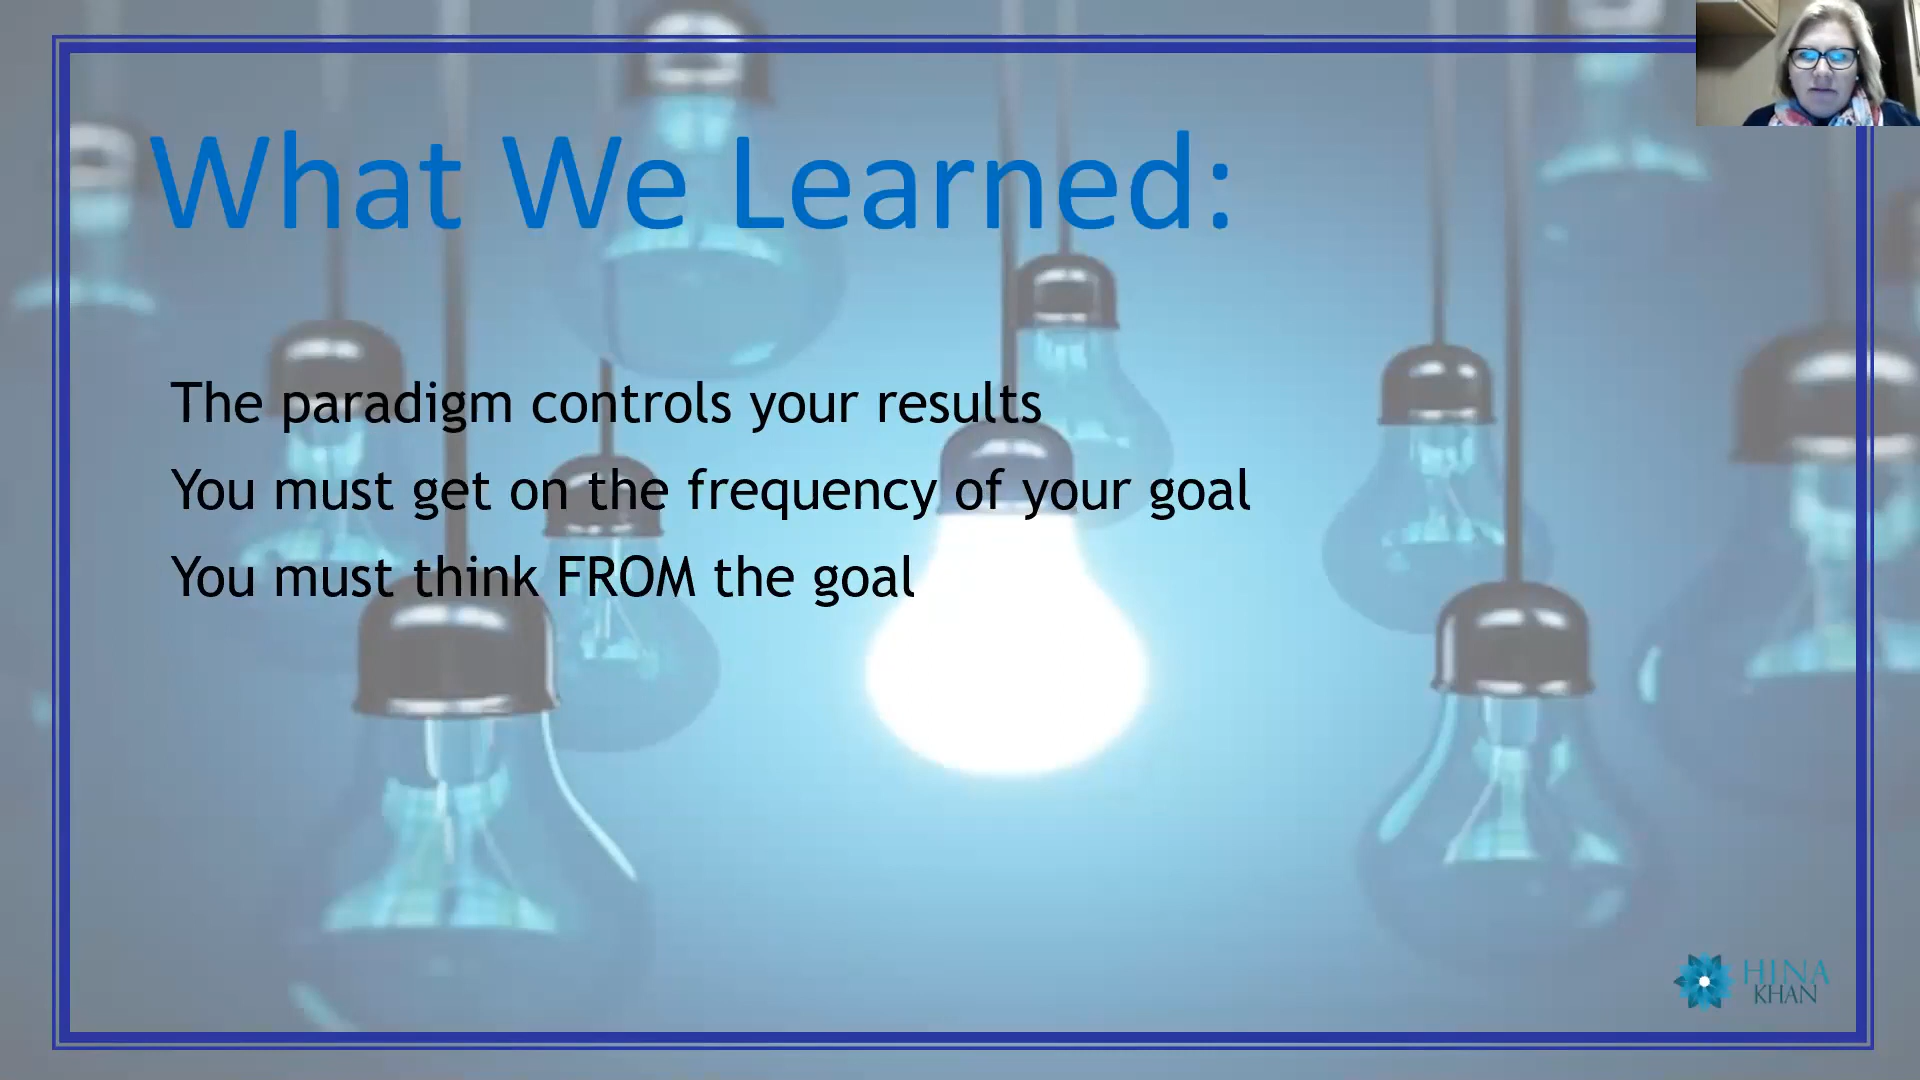 What We Learned:
The paradigm controls your results
You must get on the frequency of your goal
You must think FROM the goal
HINA
KHAN